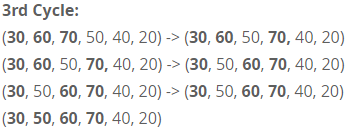 3rd Cycle:
(30, 60, 70, 50, 40, 20) -> (30, 60, 50, 70, 40, 20)
(30, 60, 50, 70, 40, 20) -> (30, 50, 60, 70, 40, 20)
(30, 50, 60, 70, 40, 20) -> (30, 50, 60, 70, 40, 20)
(30, 50, 60, 70, 40, 20)